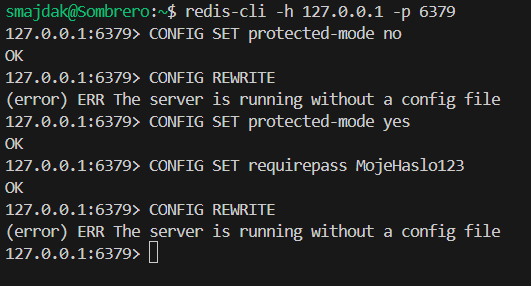 smajdak@Sombrero:~$ redis-cli -h 127.0.0.1 -p 6379
127.0.0.1:6379> CONFIG SET protected-mode no
OK
127.0.0.1:6379> CONFIG REWRITE
(error) ERR The server is running without a config file
127.0.0.1:6379> CONFIG SET protected-mode yes
OK
127.0.0.1:6379> CONFIG SET requirepass MojeHaslo123
OK
127.0.0.1:6379> CONFIG REWRITE
(error) ERR The server is running without a config file
127.0.0.1:6379>